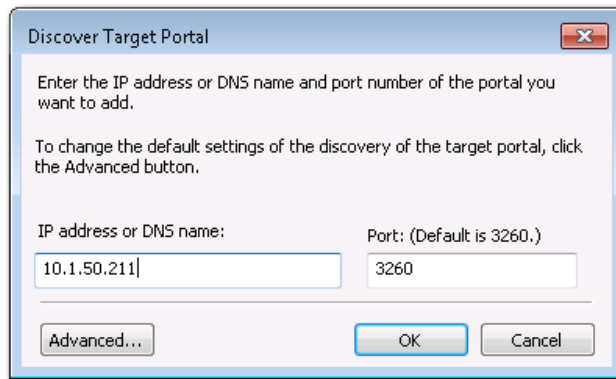 Discover Target Portal
Enter the IP address or DNS name and port number of the portal you
want to add.
To change the default settings of the discovery of the target portal, click
the Advanced button.
IP address or DNS name: Port: (Default is 3260.)
10.1.50.211 3260
Advanced... OK Cancel